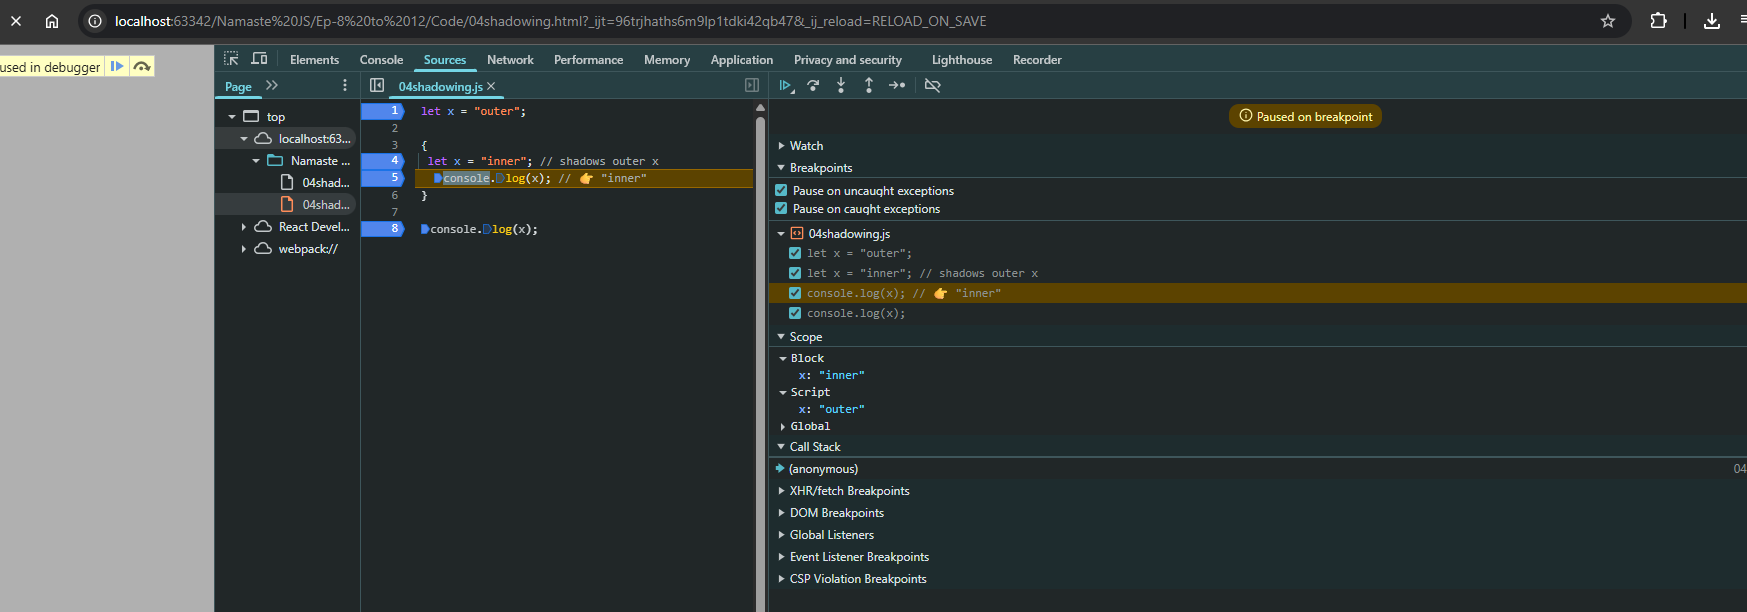 localhost:63342/Namaste%20JS/Ep-8%20to%2012/Code/04shadowing.html?_ijt=96trjhaths6m9lp1tdki42qb47&_ij_reload=RELOAD_ON_SAVE
used in debugger
Elements Console Sources Network Performance Memory Application Privacy and security Lighthouse Recorder
Page
04shadowing.js
top
localhost:63...
Namaste ...
04shad...
04shad...
React Devel...
webpack://
1 let x = "outer";
2
3 {
4 let x = "inner"; // shadows outer x
5 console.log(x); // 👉 "inner"
6 }
7
8 console.log(x);
Paused on breakpoint
Watch
Breakpoints
Pause on uncaught exceptions
Pause on caught exceptions
04shadowing.js
let x = "outer";
let x = "inner"; // shadows outer x
console.log(x); // 👉 "inner"
console.log(x);
Scope
Block
x: "inner"
Script
x: "outer"
Global
Call Stack
(anonymous) 04
XHR/fetch Breakpoints
DOM Breakpoints
Global Listeners
Event Listener Breakpoints
CSP Violation Breakpoints